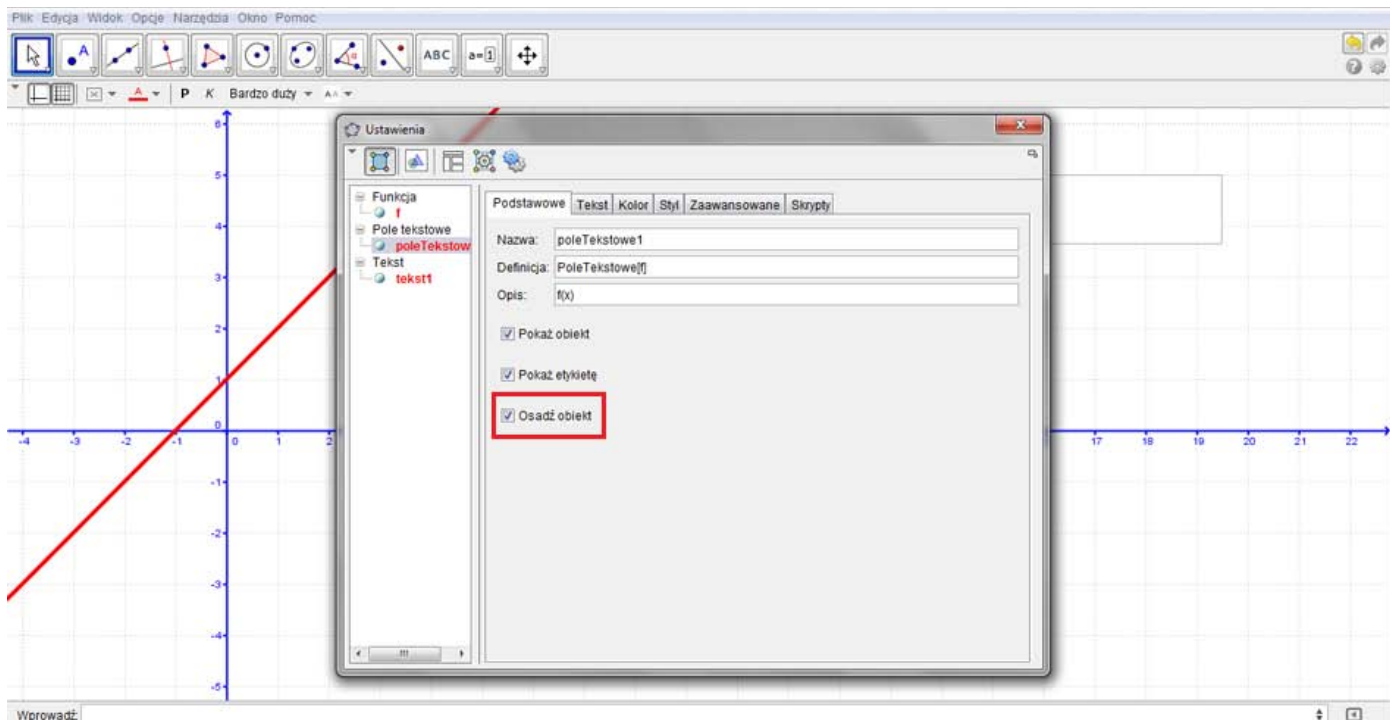 Plik Edycja Widok Opcje Narzędzia Okno Pomoc
A ABC a=1
P K Bardzo duży
Ustawienia
Funkcja
f
Pole tekstowe
poleTekstow
Tekst
tekst1
Podstawowe Tekst Kolor Styl Zaawansowane Skrypty
Nazwa: poleTekstowe1
Definicja: PoleTekstowe[f]
Opis: f(x)
Pokaż obiekt
Pokaż etykietę
Osadź obiekt
6
5
4
3
2
1
0
-4 -3 -2 -1 0 1 2 17 18 19 20 21 22
-1
-2
-3
-4
-5
Wprowadź: